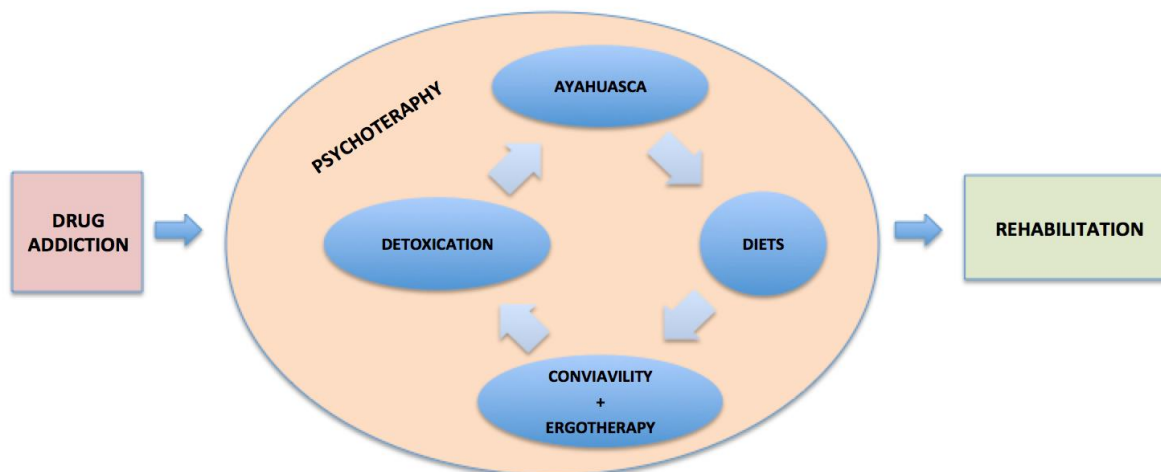 AYAHUASCA
PSYCHOTERAPHY
DRUG
ADDICTION
DETOXICATION
DIETS
REHABILITATION
CONVIAVILITY
+
ERGOTHERAPY